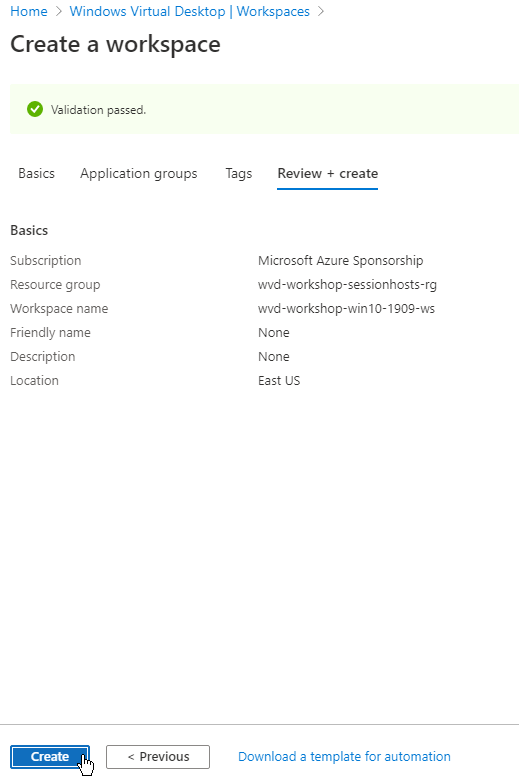 Home > Windows Virtual Desktop | Workspaces >
Create a workspace
Validation passed.
Basics Application groups Tags Review + create
Basics
Subscription Microsoft Azure Sponsorship
Resource group wvd-workshop-sessionhosts-rg
Workspace name wvd-workshop-win10-1909-ws
Friendly name None
Description None
Location East US
Create < Previous Download a template for automation